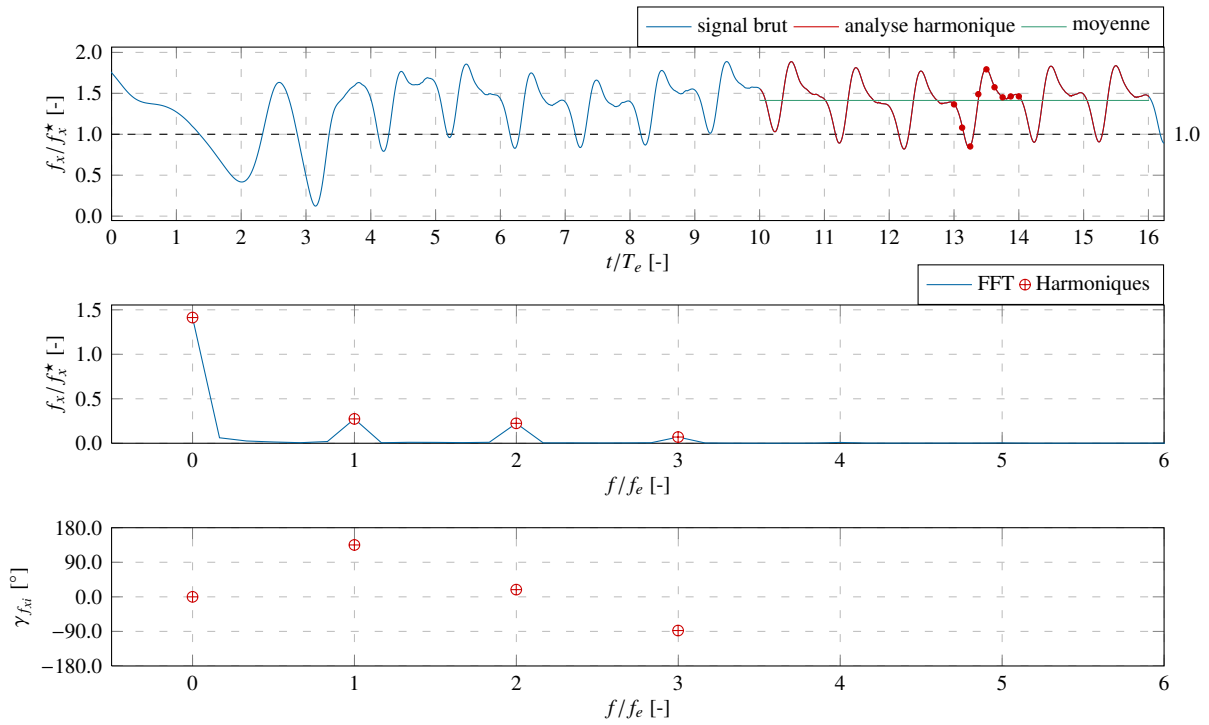 signal brut analyse harmonique moyenne
2.0
1.5
1.0
0.5
0.0
f_x/f_x^★ [-]
1.0
0 1 2 3 4 5 6 7 8 9 10 11 12 13 14 15 16
t/T_e [-]
FFT Harmoniques
1.5
1.0
0.5
0.0
f_x/f_x^★ [-]
0 1 2 3 4 5 6
f/f_e [-]
180.0
90.0
0.0
−90.0
−180.0
γ_{f_{xi}} [°]
0 1 2 3 4 5 6
f/f_e [-]